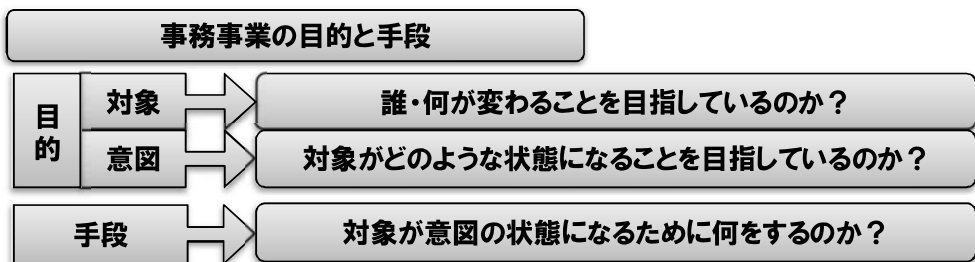 事務事業の目的と手段
目的
対象
誰・何が変わることを目指しているのか？
意図
対象がどのような状態になることを目指しているのか？
手段
対象が意図の状態になるために何をするのか？